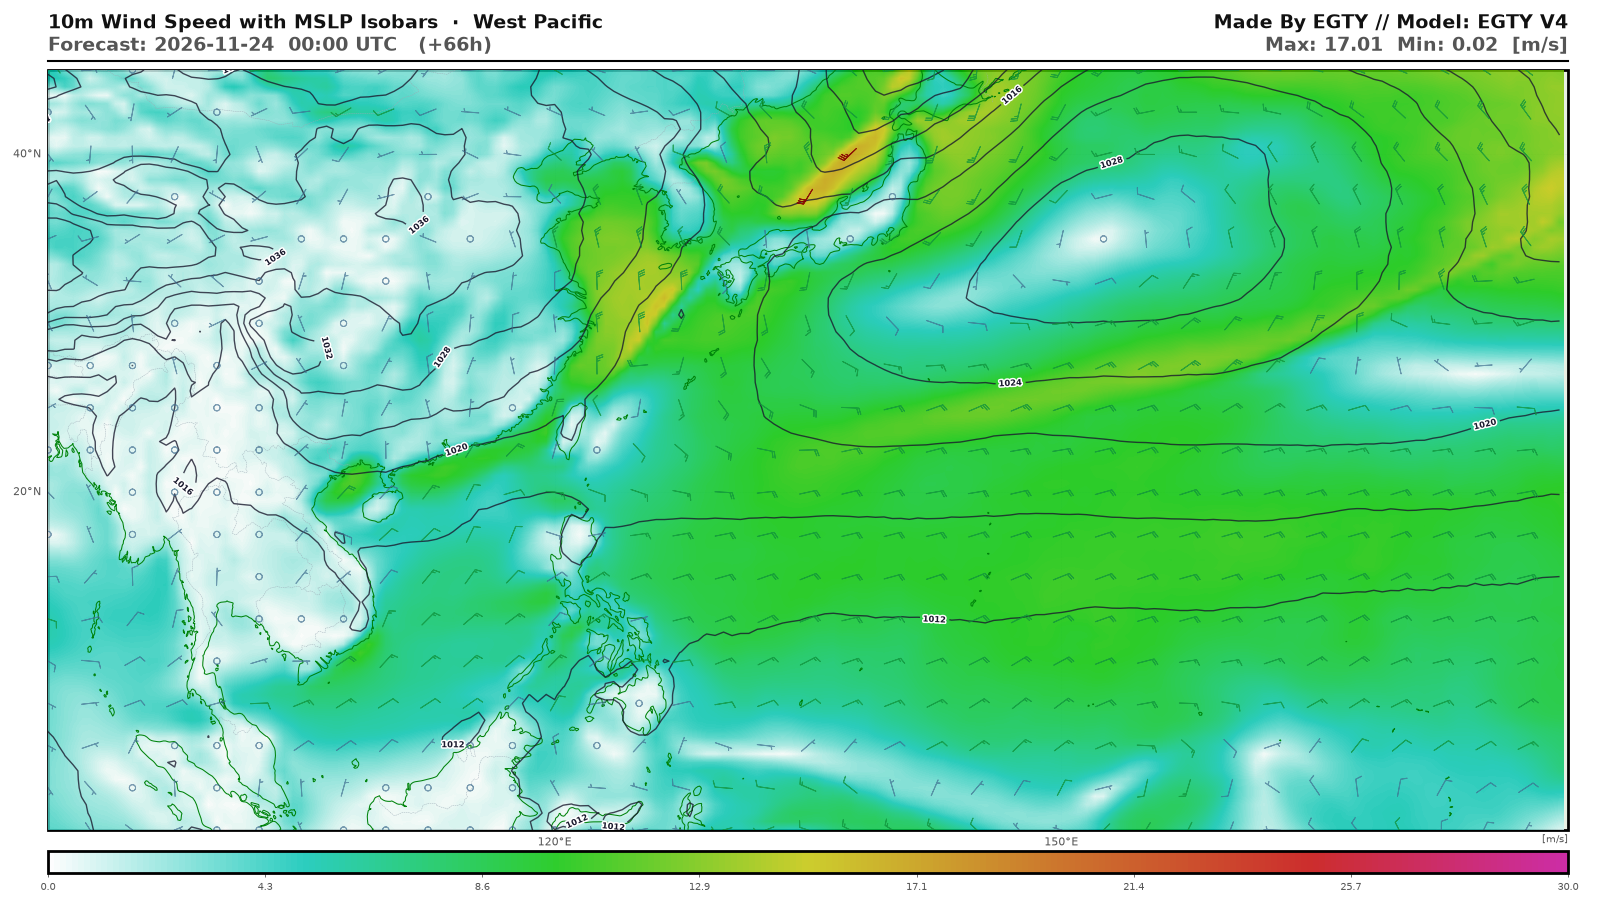 10m Wind Speed with MSLP Isobars · West Pacific
Made By EGTY // Model: EGTY V4
Forecast: 2026-11-24 00:00 UTC (+66h)
Max: 17.01 Min: 0.02 [m/s]
1016
40°N
1028
1036
1036
1032
1028
1024
1020
1020
20°N
1016
1012
1012
1012
1012
120°E
150°E
[m/s]
0.0
4.3
8.6
12.9
17.1
21.4
25.7
30.0